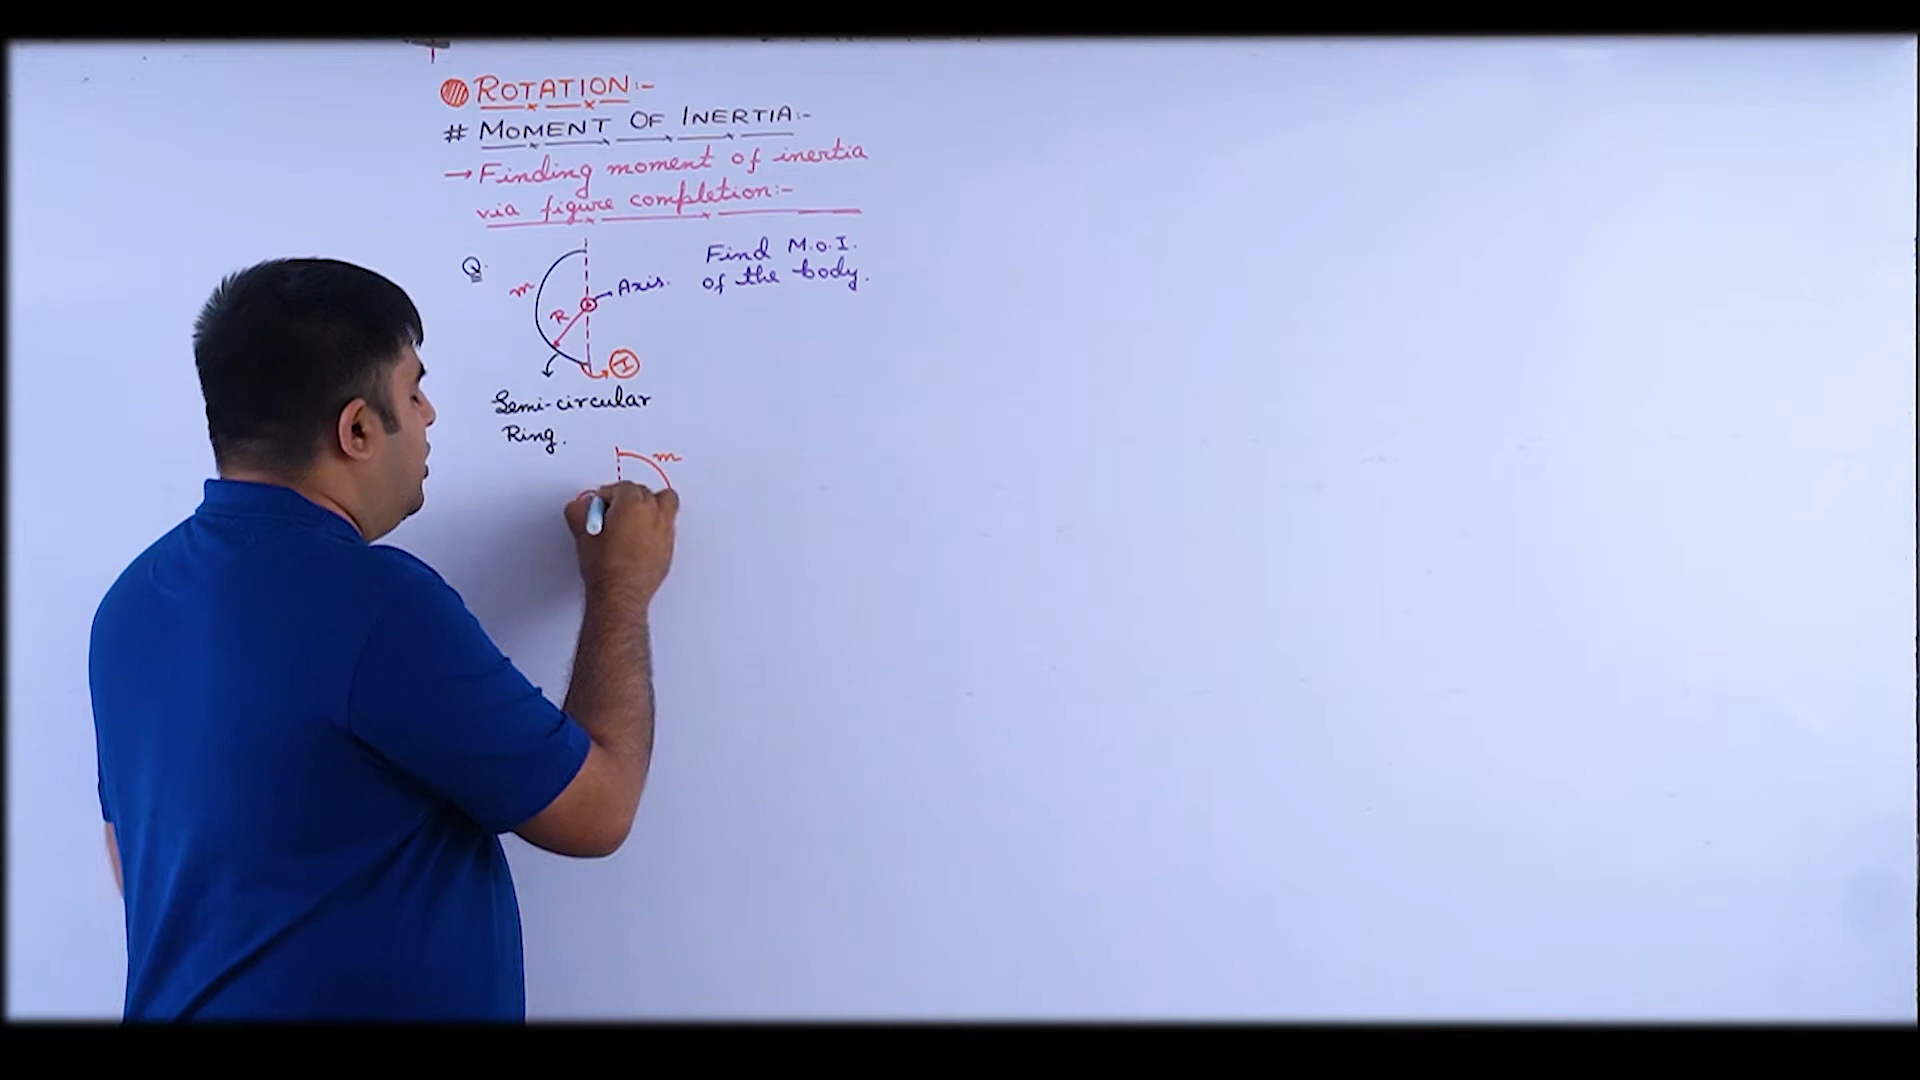 ROTATION:-
# MOMENT OF INERTIA:-
→ Finding moment of inertia
via figure completion:-
Q.
m
R
Axis.
Find M.o.I.
of the body.
I
Semi-circular
Ring.
m